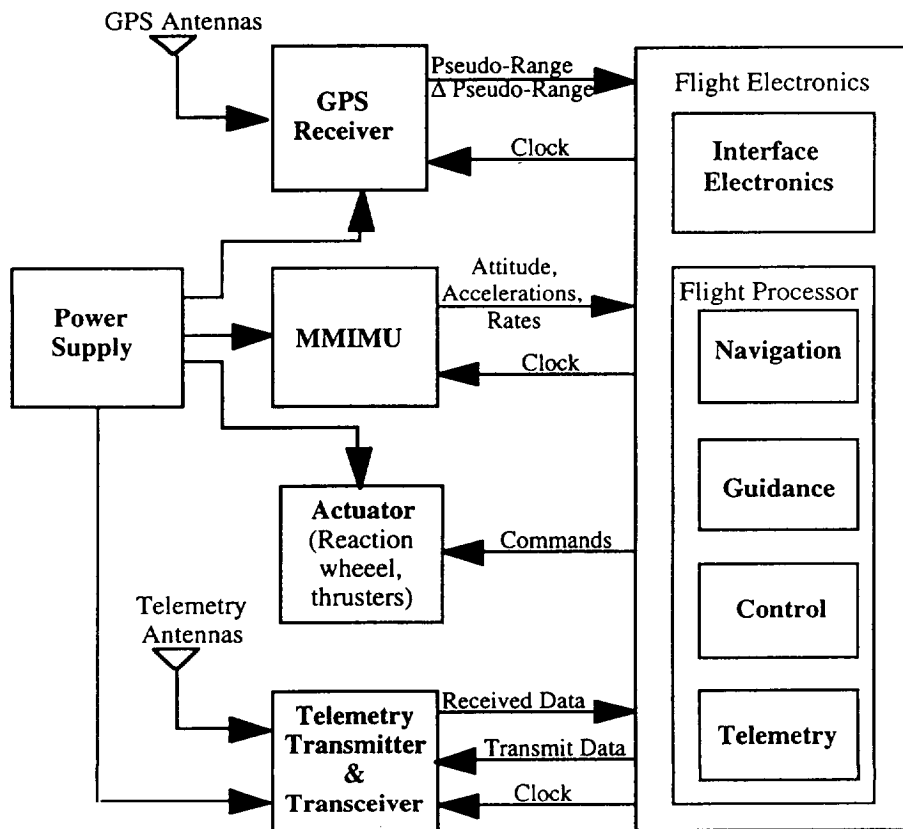 GPS Antennas
GPS
Receiver
Pseudo-Range
Δ Pseudo-Range
Clock
Flight Electronics
Interface
Electronics
Power
Supply
MMIMU
Attitude,
Accelerations,
Rates
Clock
Flight Processor
Navigation
Guidance
Control
Telemetry
Actuator
(Reaction
wheeel,
thrusters)
Commands
Telemetry
Antennas
Telemetry
Transmitter
&
Transceiver
Received Data
Transmit Data
Clock